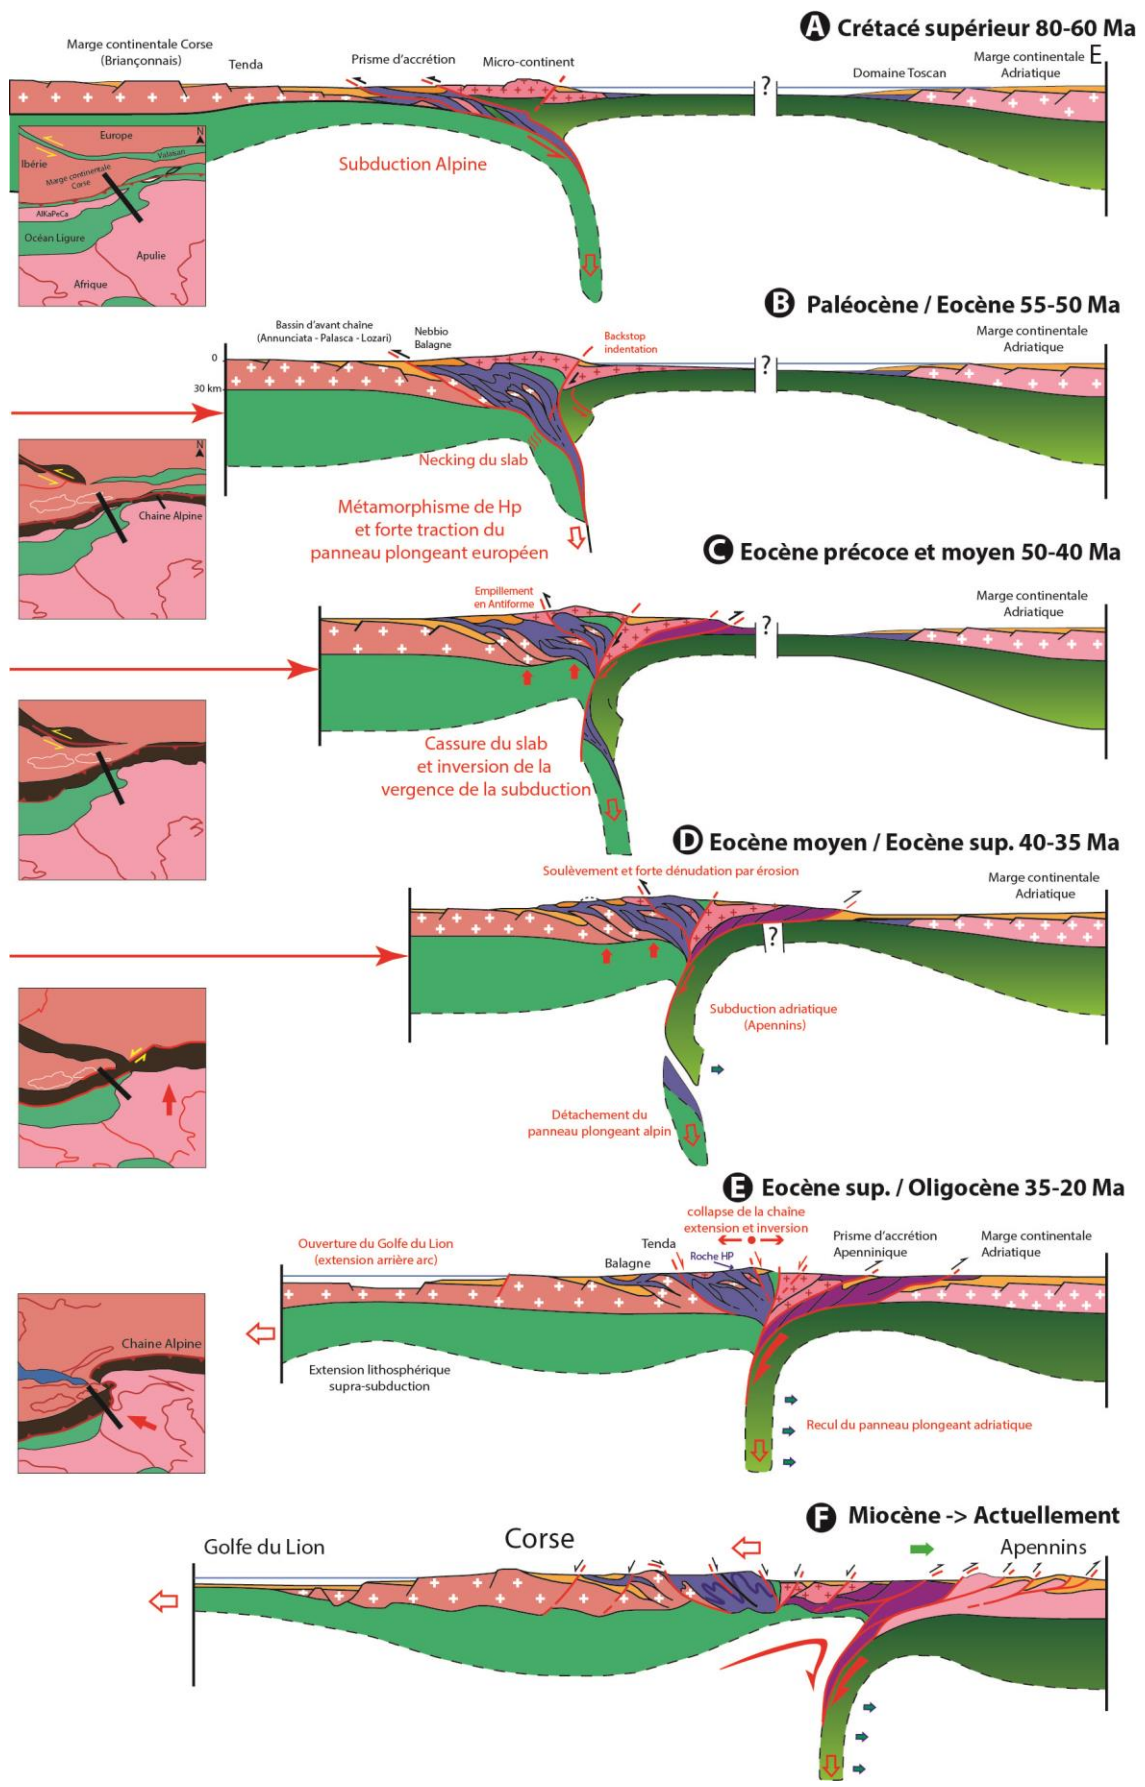 A Crétacé supérieur 80-60 Ma
Marge continentale Corse
(Briançonnais)
Tenda
Prisme d'accrétion
Micro-continent
Domaine Toscan
Marge continentale
Adriatique
E
?
Subduction Alpine
N
Europe
Ibérie
Valaisan
Marge continentale
Corse
AlKaPeCa
Océan Ligure
Apulie
Afrique
B Paléocène / Eocène 55-50 Ma
Bassin d'avant chaîne
(Annunciata - Palasca - Lozari)
Nebbio
Balagne
Backstop
indentation
Marge continentale
Adriatique
0
30 km
?
Necking du slab
N
Chaine Alpine
Métamorphisme de Hp
et forte traction du
panneau plongeant européen
C Eocène précoce et moyen 50-40 Ma
Empillement
en Antiforme
Marge continentale
Adriatique
?
Cassure du slab
et inversion de la
vergence de la subduction
D Eocène moyen / Eocène sup. 40-35 Ma
Soulèvement et forte dénudation par érosion
Marge continentale
Adriatique
?
Subduction adriatique
(Apennins)
Détachement du
panneau plongeant alpin
E Eocène sup. / Oligocène 35-20 Ma
collapse de la chaîne
extension et inversion
Ouverture du Golfe du Lion
(extension arrière arc)
Tenda
Balagne
Roche HP
Prisme d'accrétion
Apenninique
Marge continentale
Adriatique
Chaine Alpine
Extension lithosphérique
supra-subduction
Recul du panneau plongeant adriatique
F Miocène -> Actuellement
Golfe du Lion
Corse
Apennins